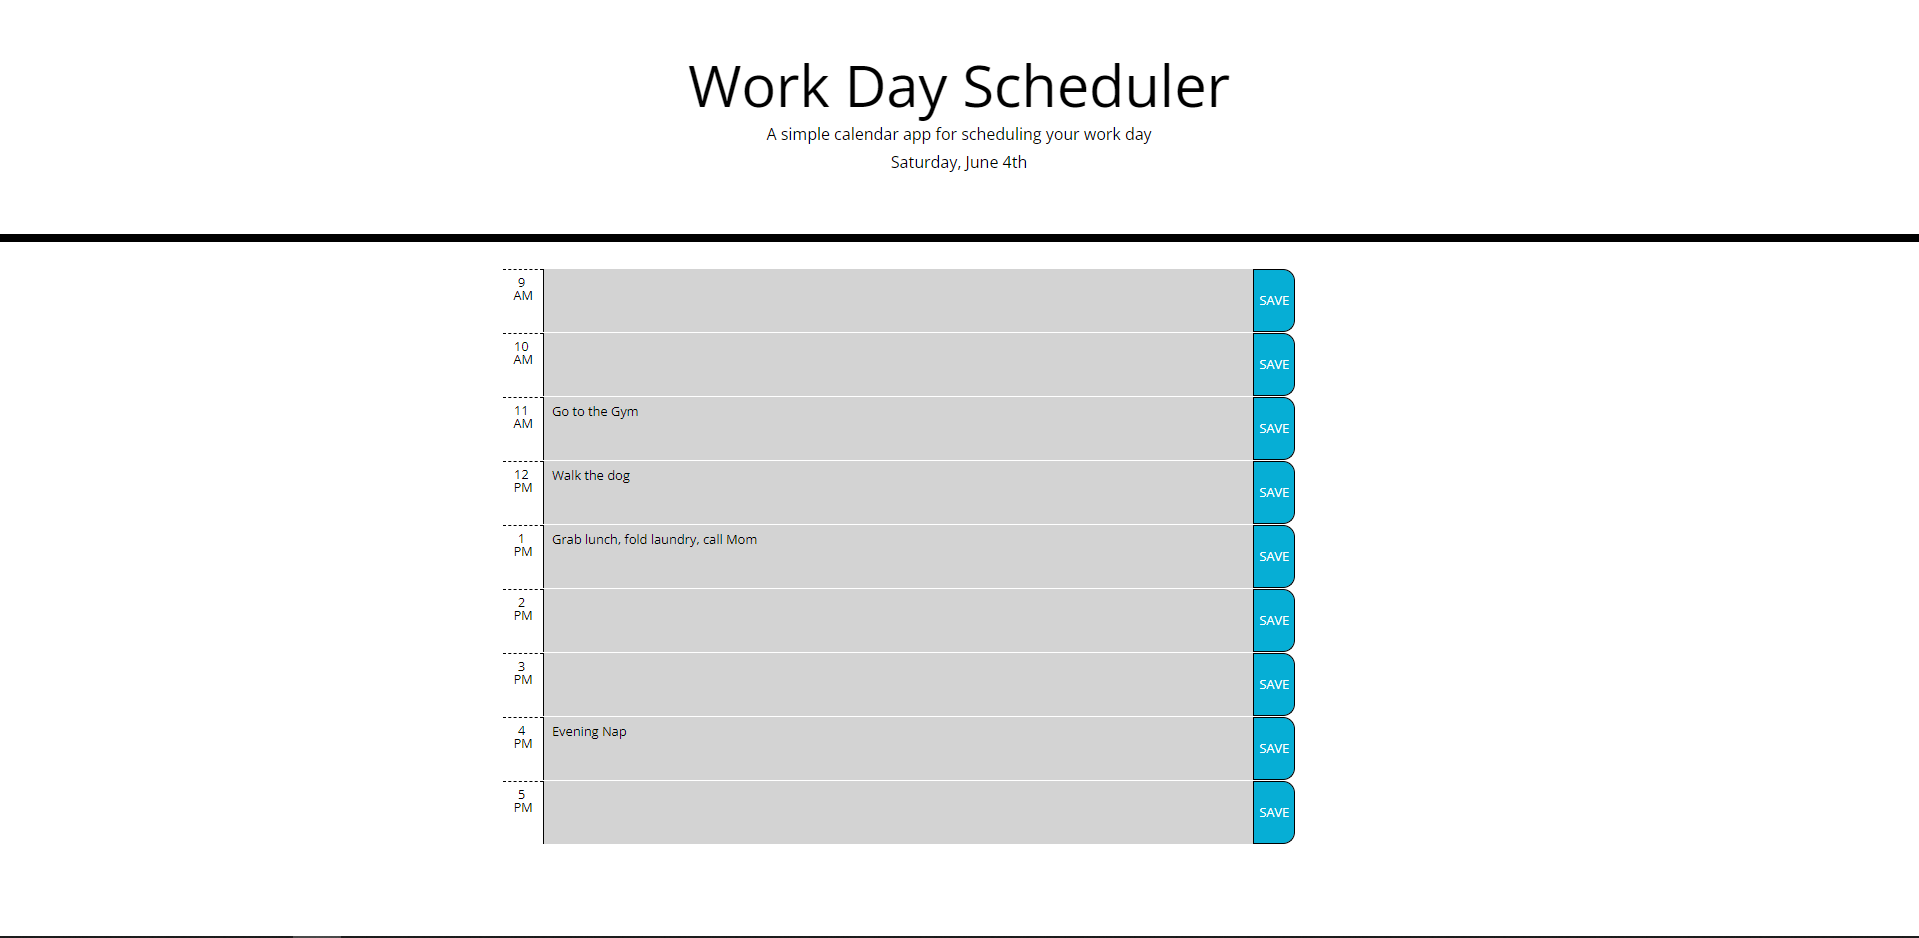 Work Day Scheduler
A simple calendar app for scheduling your work day
Saturday, June 4th
9
AM
SAVE
10
AM
SAVE
11
AM
Go to the Gym
SAVE
12
PM
Walk the dog
SAVE
1
PM
Grab lunch, fold laundry, call Mom
SAVE
2
PM
SAVE
3
PM
SAVE
4
PM
Evening Nap
SAVE
5
PM
SAVE